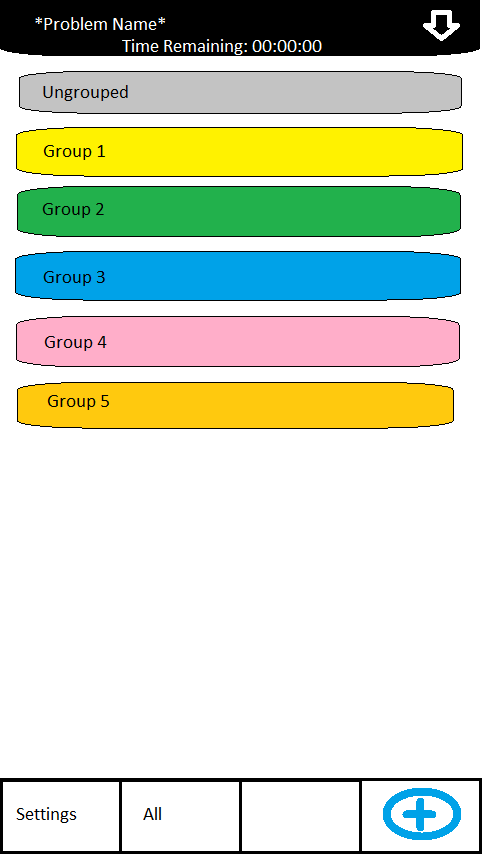 *Problem Name*
Time Remaining: 00:00:00
Ungrouped
Group 1
Group 2
Group 3
Group 4
Group 5
Settings
All